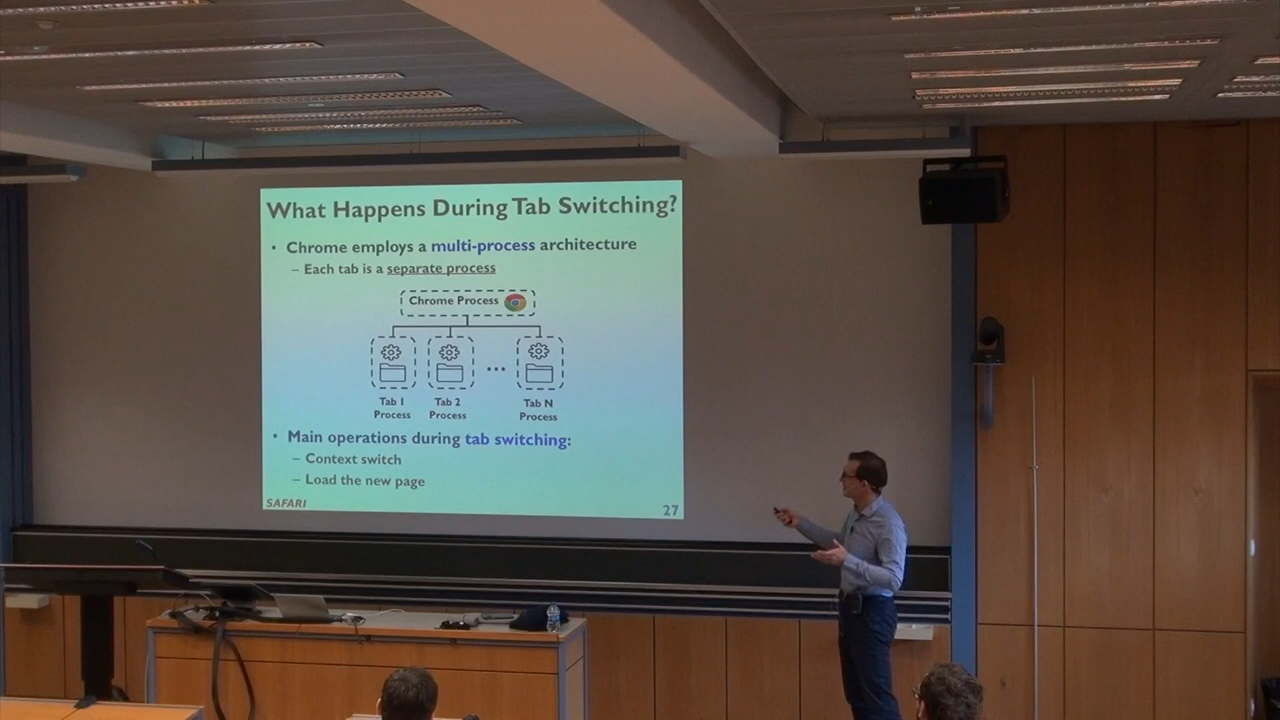 What Happens During Tab Switching?
• Chrome employs a multi-process architecture
– Each tab is a separate process
Chrome Process
...
Tab 1 Process
Tab 2 Process
Tab N Process
• Main operations during tab switching:
– Context switch
– Load the new page
SAFARI
27